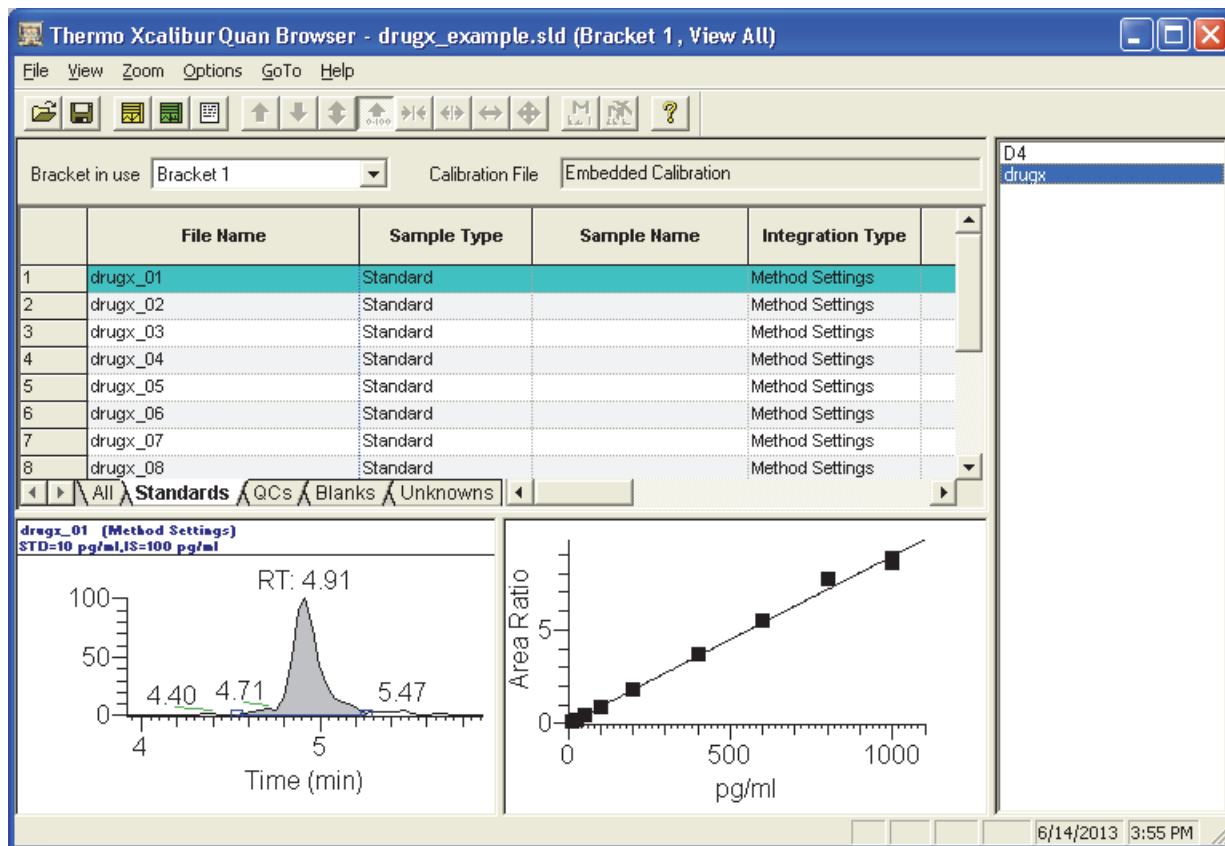 Thermo Xcalibur Quan Browser - drugx_example.sld (Bracket 1, View All)
File View Zoom Options GoTo Help
0-100
Bracket in use Bracket 1 Calibration File Embedded Calibration
D4
drugx
File Name Sample Type Sample Name Integration Type
1 drugx_01 Standard Method Settings
2 drugx_02 Standard Method Settings
3 drugx_03 Standard Method Settings
4 drugx_04 Standard Method Settings
5 drugx_05 Standard Method Settings
6 drugx_06 Standard Method Settings
7 drugx_07 Standard Method Settings
8 drugx_08 Standard Method Settings
All Standards QCs Blanks Unknowns
drugx_01 (Method Settings)
STD=10 pg/ml,IS=100 pg/ml
RT: 4.91
100
50
4.40 4.71 5.47
0
4 5
Time (min)
Area Ratio
5
0
0 500 1000
pg/ml
6/14/2013 3:55 PM